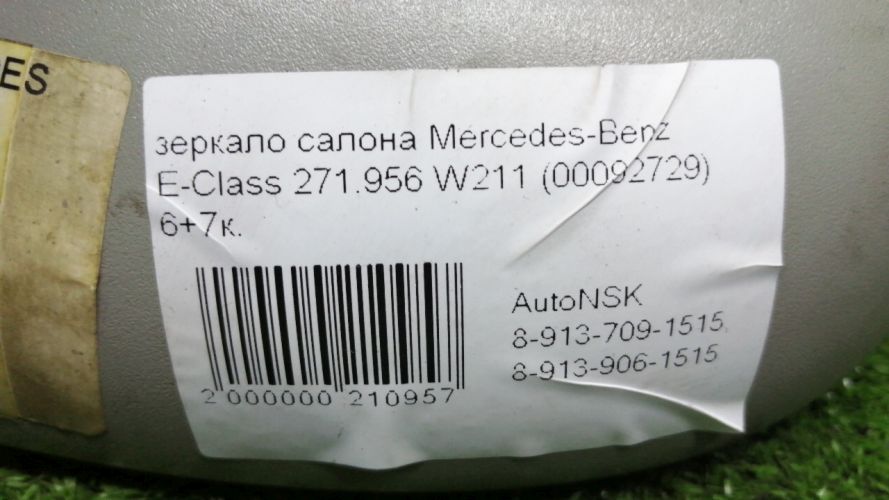 зеркало салона Mercedes-Benz
E-Class 271.956 W211 (00092729)
6+7к.
AutoNSK
8-913-709-1515,
8-913-906-1515
2 000000 210957